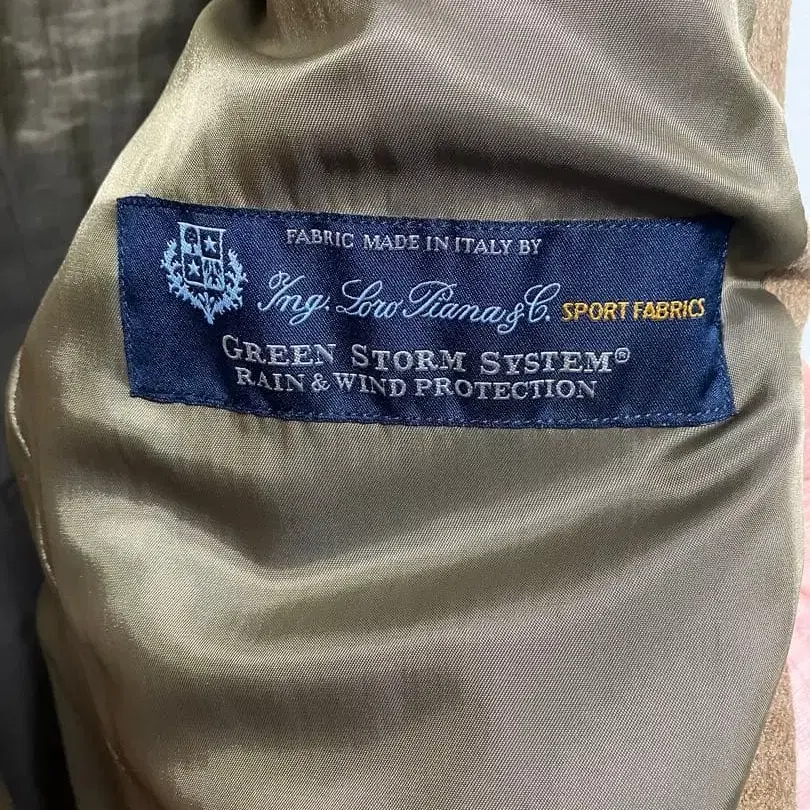 FABRIC MADE IN ITALY BY
Ing. Loro Piana & C. SPORT FABRICS
GREEN STORM SYSTEM®
RAIN & WIND PROTECTION